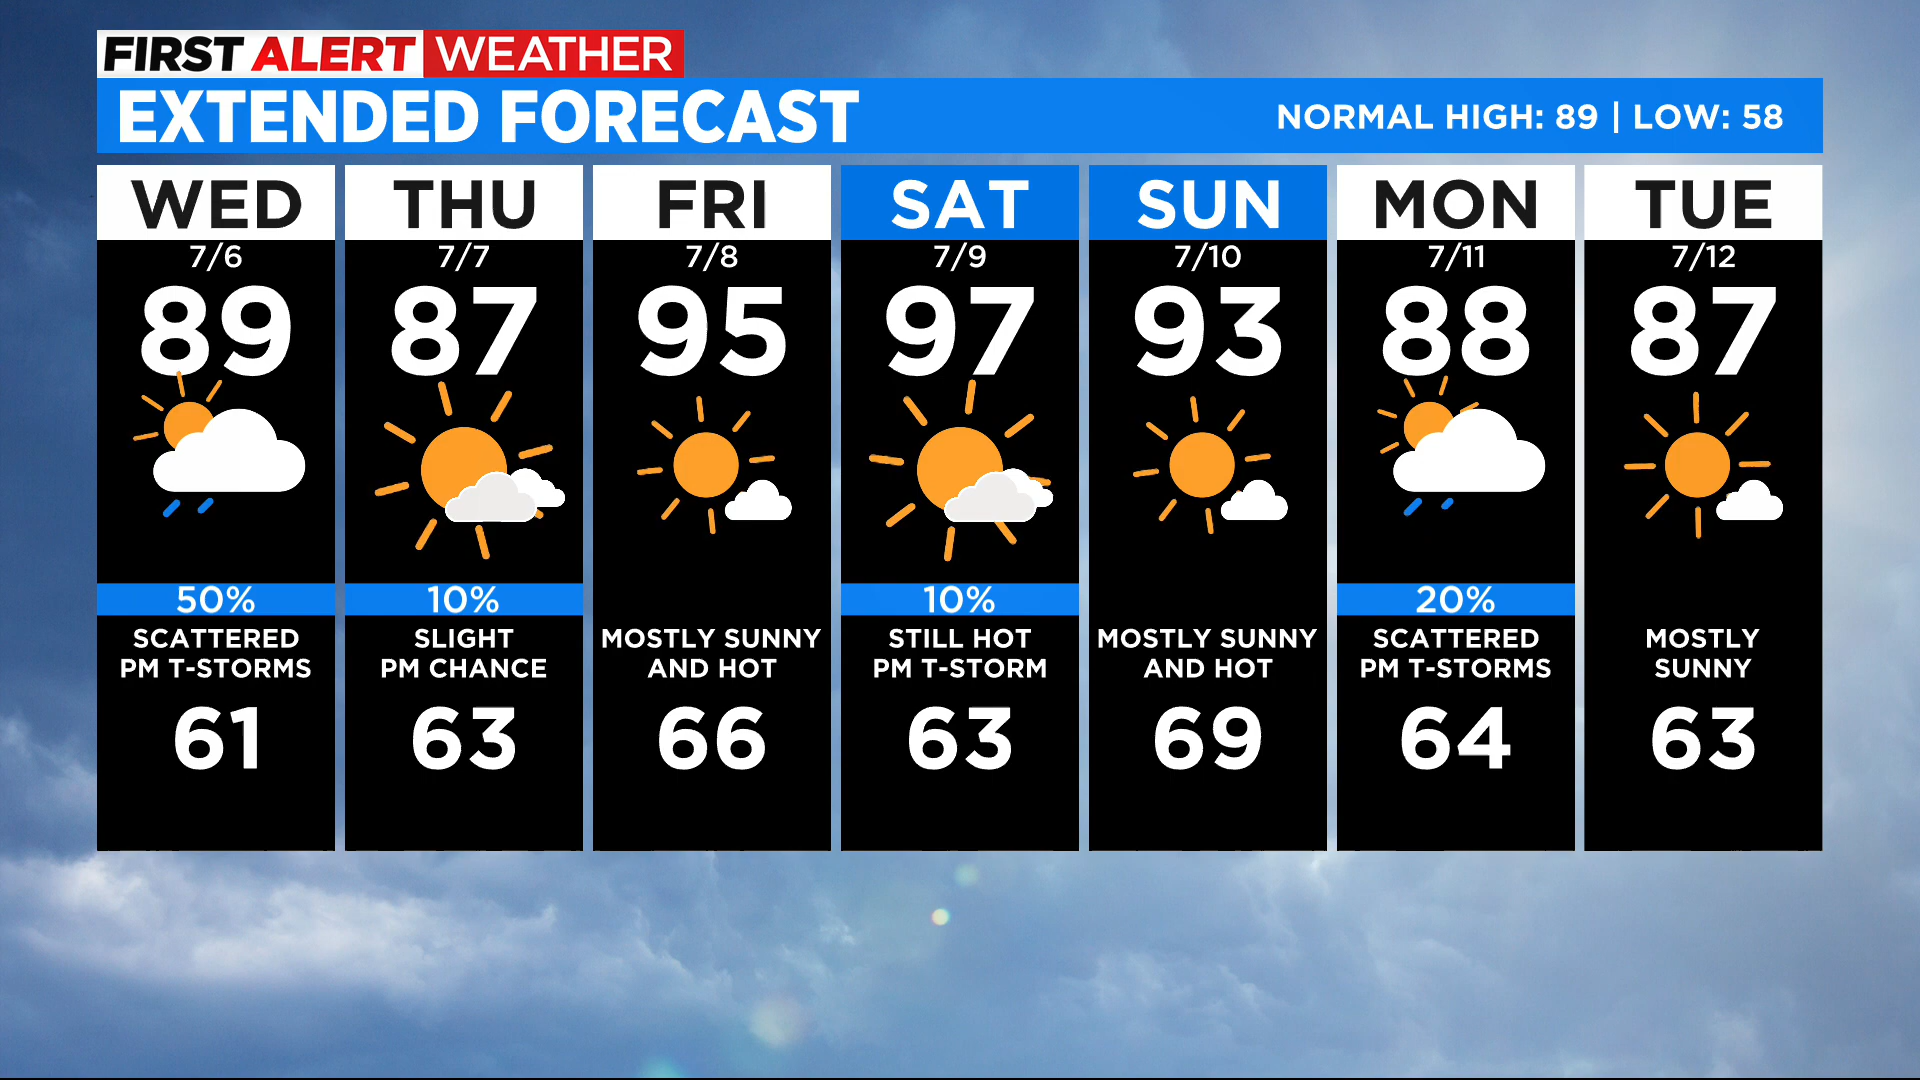 FIRST ALERT WEATHER
EXTENDED FORECAST
NORMAL HIGH: 89 | LOW: 58
WED
7/6
89
50%
SCATTERED
PM T-STORMS
61
THU
7/7
87
10%
SLIGHT
PM CHANCE
63
FRI
7/8
95
MOSTLY SUNNY
AND HOT
66
SAT
7/9
97
10%
STILL HOT
PM T-STORM
63
SUN
7/10
93
MOSTLY SUNNY
AND HOT
69
MON
7/11
88
20%
SCATTERED
PM T-STORMS
64
TUE
7/12
87
MOSTLY
SUNNY
63